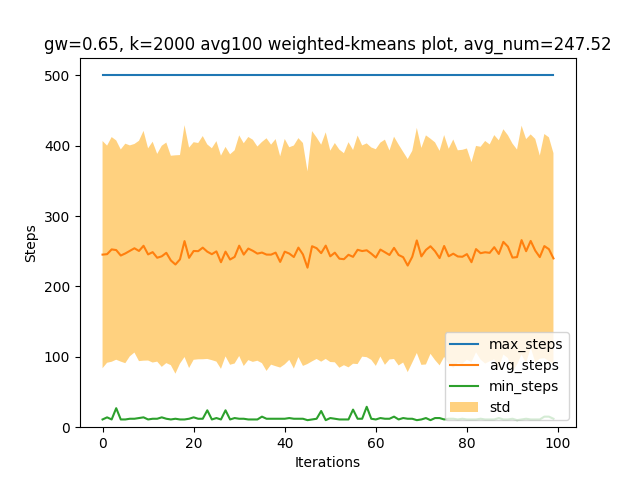 gw=0.65, k=2000 avg100 weighted-kmeans plot, avg_num=247.52
500
400
300
200
100
0
Steps
max_steps
avg_steps
min_steps
std
0 20 40 60 80 100
Iterations